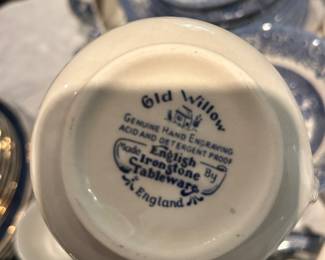 Old Willow
GENUINE HAND ENGRAVING
ACID AND DETERGENT PROOF
Made English By
Ironstone
Tableware
England